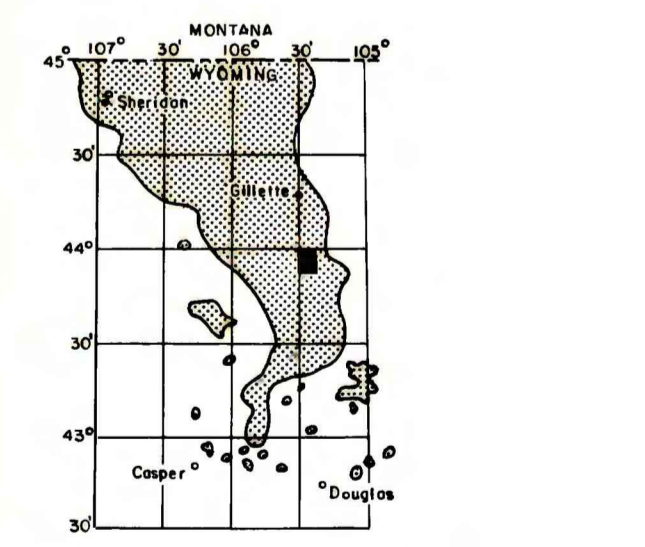 MONTANA
45° 107° 30' 106° 30' 105°
WYOMING
Sheridan
30'
Gillette
44°
30'
43°
Casper
Douglas
30'